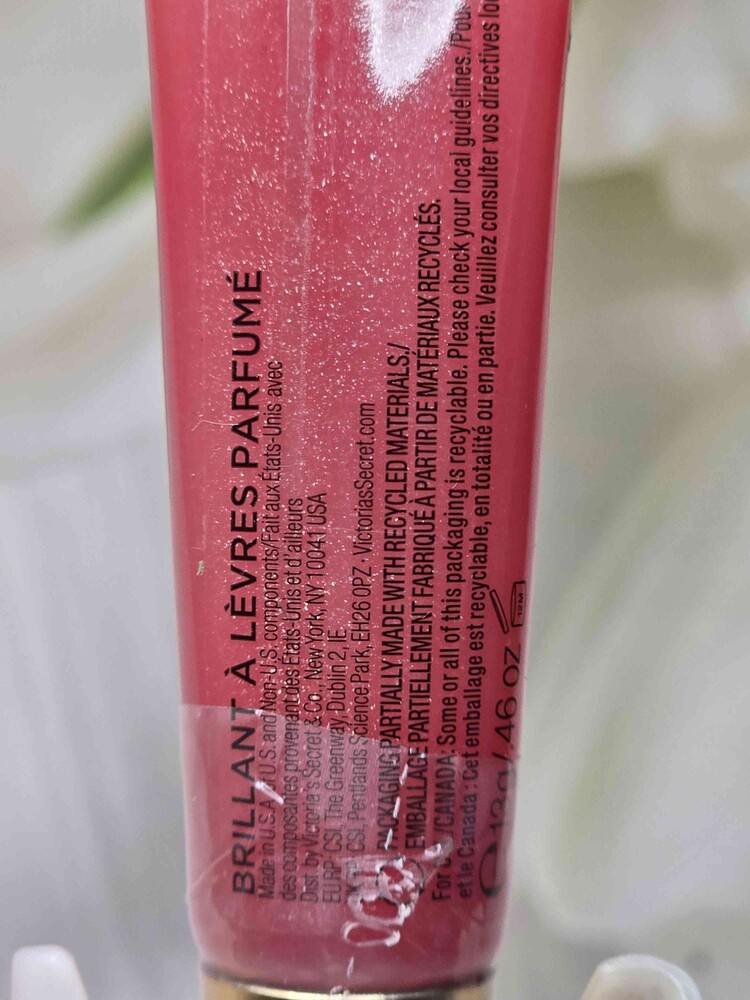 BRILLANT À LÈVRES PARFUMÉ
Made in U.S.A. of U.S. and Non-U.S. components/Fait aux États-Unis avec
des composantes provenant des États-Unis et d'ailleurs
Dist. by Victoria's Secret & Co., New York, NY 10041 USA
EU RP CSI, The Greenway, Dublin 2, IE
CSI, Pentlands Science Park, EH26 0PZ · VictoriasSecret.com
PACKAGING PARTIALLY MADE WITH RECYCLED MATERIALS./
EMBALLAGE PARTIELLEMENT FABRIQUÉ À PARTIR DE MATÉRIAUX RECYCLÉS.
CANADA: Some or all of this packaging is recyclable. Please check your local guidelines./Pour
et le Canada : Cet emballage est recyclable, en totalité ou en partie. Veuillez consulter vos directives
e 13 g/.46 OZ 12M